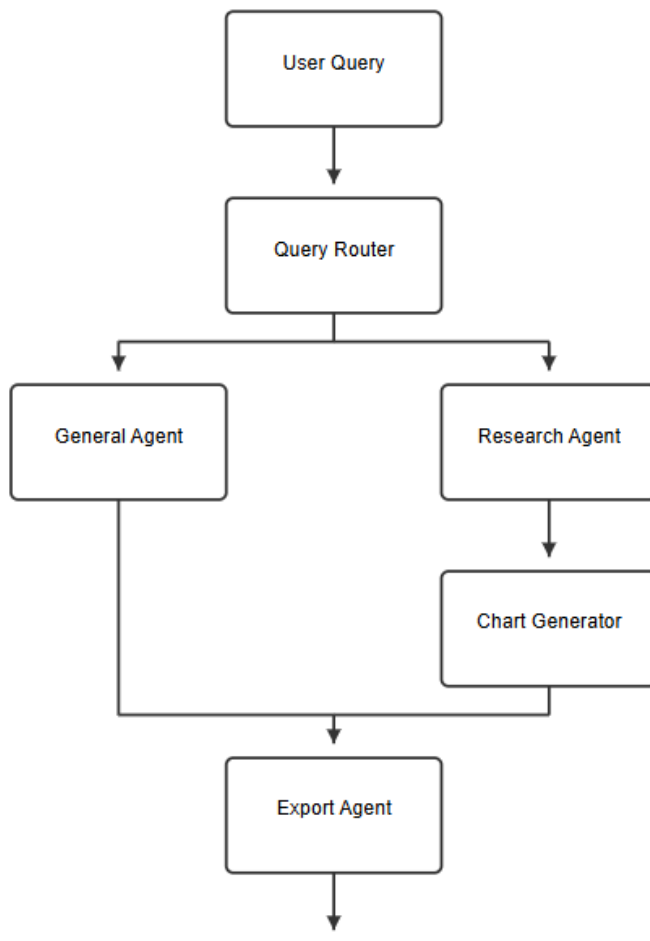 User Query
Query Router
General Agent
Research Agent
Chart Generator
Export Agent